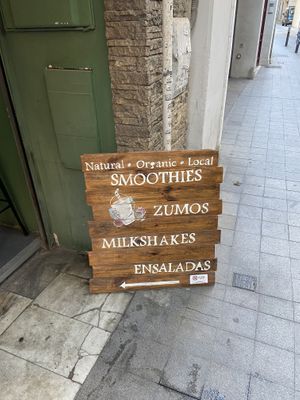 Natural • Organic • Local
SMOOTHIES
ZUMOS
MILKSHAKES
ENSALADAS